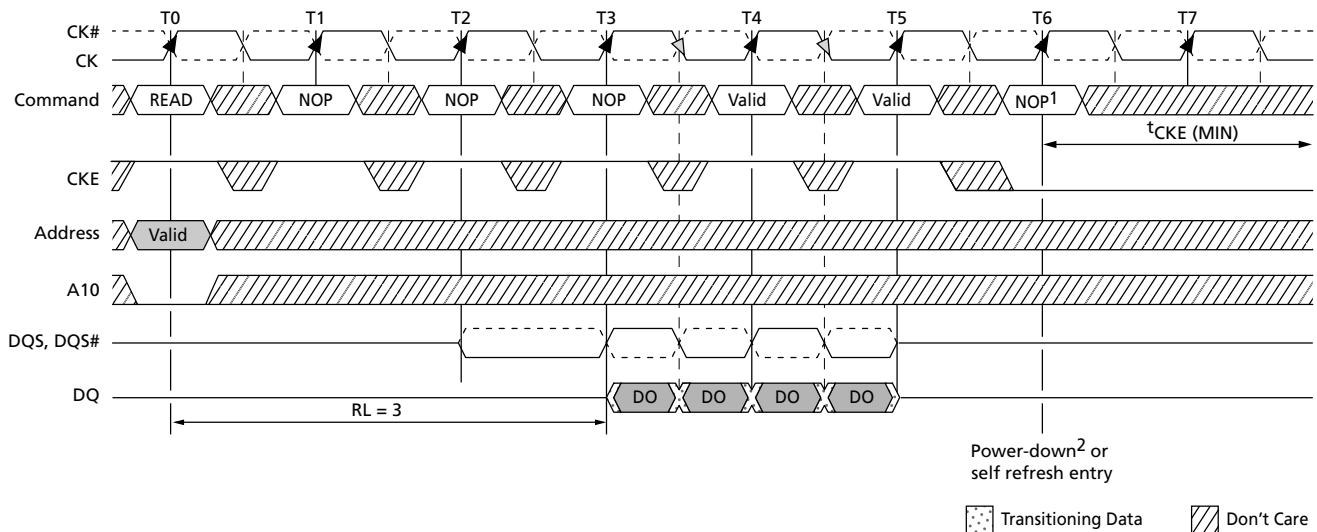 T0 T1 T2 T3 T4 T5 T6 T7
CK#
CK
Command READ NOP NOP NOP Valid Valid NOP1
tCKE (MIN)
CKE
Address Valid
A10
DQS, DQS#
DQ DO DO DO DO
RL = 3
Power-down2 or
self refresh entry
Transitioning Data Don't Care